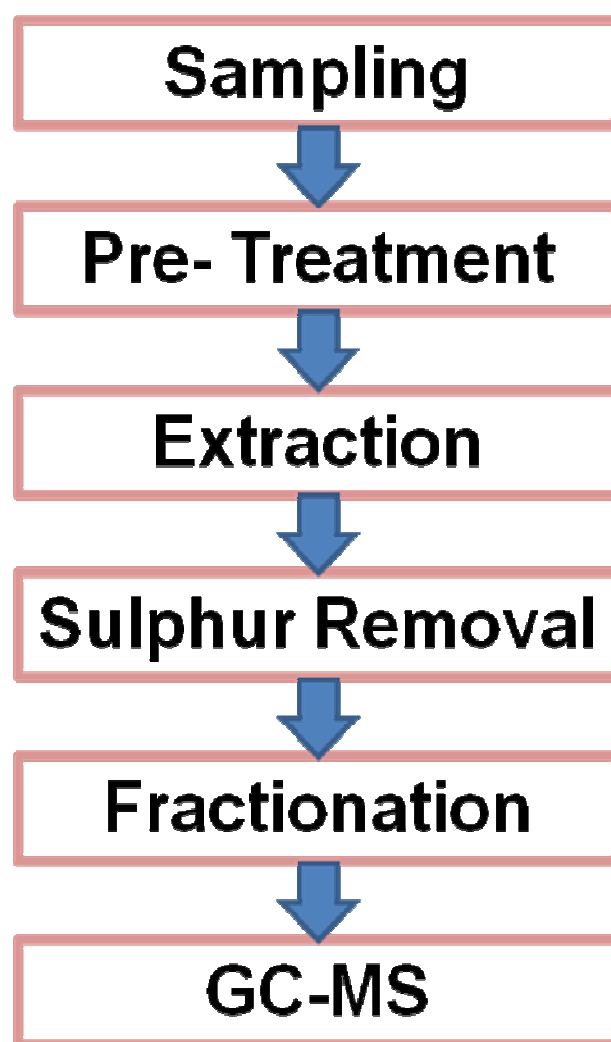 Sampling
Pre- Treatment
Extraction
Sulphur Removal
Fractionation
GC-MS